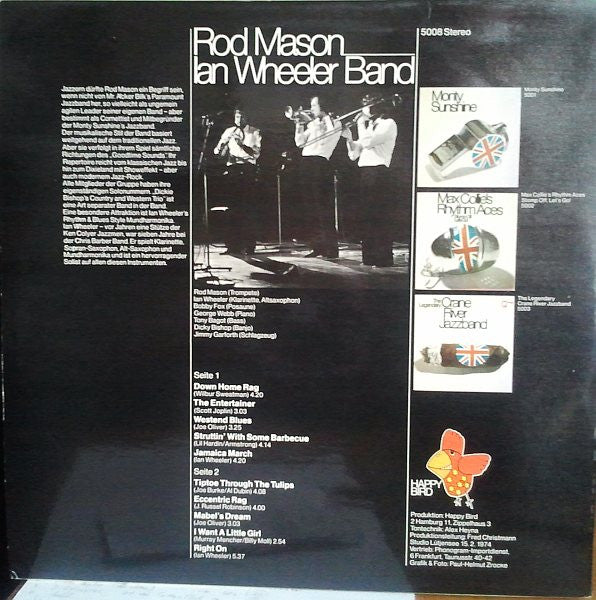 Rod Mason
Ian Wheeler Band
Jazzern dürfte Rod Mason ein Begriff sein,
wenn nicht von Mr. Acker Bilk's Paramount
Jazzband her, so vielleicht als ungemein
agilen Leader seiner eigenen Band – aber
bestimmt als Cornettist und Mitbegründer
der Monty Sunshine's Jazzband.
Der musikalische Stil der Band basiert
weitgehend auf dem traditionellen Jazz.
Aber sie verfolgt in ihrem Spiel sämtliche
Richtungen des „Goodtime Sounds". Ihr
Repertoire reicht vom klassischen Jazz bis
hin zum Dixieland mit Showeffekt – aber
auch modernem Jazz-Rock.
Alle Mitglieder der Gruppe haben ihre
eigenständigen Solonummern. „Dickie
Bishop's Country and Western Trio" ist
eine Art separater Band in der Band.
Eine besondere Attraktion ist Ian Wheeler's
Rhythm & Blues Style Mundharmonika.
Ian Wheeler – vor Jahren eine Stütze der
Ken Colyer Jazzmen, war sieben Jahre bei
der Chris Barber Band. Er spielt Klarinette,
Sopran-Saxophon, Alt-Saxophon und
Mundharmonika und ist ein hervorragender
Solist auf allen diesen Instrumenten.
Rod Mason (Trompete)
Ian Wheeler (Klarinette, Altsaxophon)
Bobby Fox (Posaune)
George Webb (Piano)
Tony Bagot (Bass)
Dicky Bishop (Banjo)
Jimmy Garforth (Schlagzeug)
Seite 1
Down Home Rag
(Wilbur Sweatman) 4.20
The Entertainer
(Scott Joplin) 3.03
Westend Blues
(Joe Oliver) 3.25
Struttin' With Some Barbecue
(Lil Hardin/Armstrong) 4.14
Jamaica March
(Ian Wheeler) 4.20
Seite 2
Tiptoe Through The Tulips
(Joe Burke/Al Dubin) 4.08
Eccentric Rag
(J. Russel Robinson) 4.00
Mabel's Dream
(Joe Oliver) 3.03
I Want A Little Girl
(Murray Mencher/Billy Moll) 2.54
Right On
(Ian Wheeler) 5.37
5008 Stereo
Monty
Sunshine
Monty Sunshine
5001
Max Collie's
Rhythm Aces
Max Collie's Rhythm Aces
Stomp Off, Let's Go!
5002
The
Legendary
Crane
River
Jazzband
The Legendary
Crane River Jazzband
5003
HAPPY
BIRD
Produktion: Happy Bird
2 Hamburg 11, Zippelhaus 3
Tontechnik: Alex Heyna
Produktionsleitung: Fred Christmann
Studio Lütjensee 15. 2. 1974
Vertrieb: Phonogram-Importdienst,
6 Frankfurt, Taunusstr. 40-42
Grafik & Foto: Paul-Helmut Zrocke